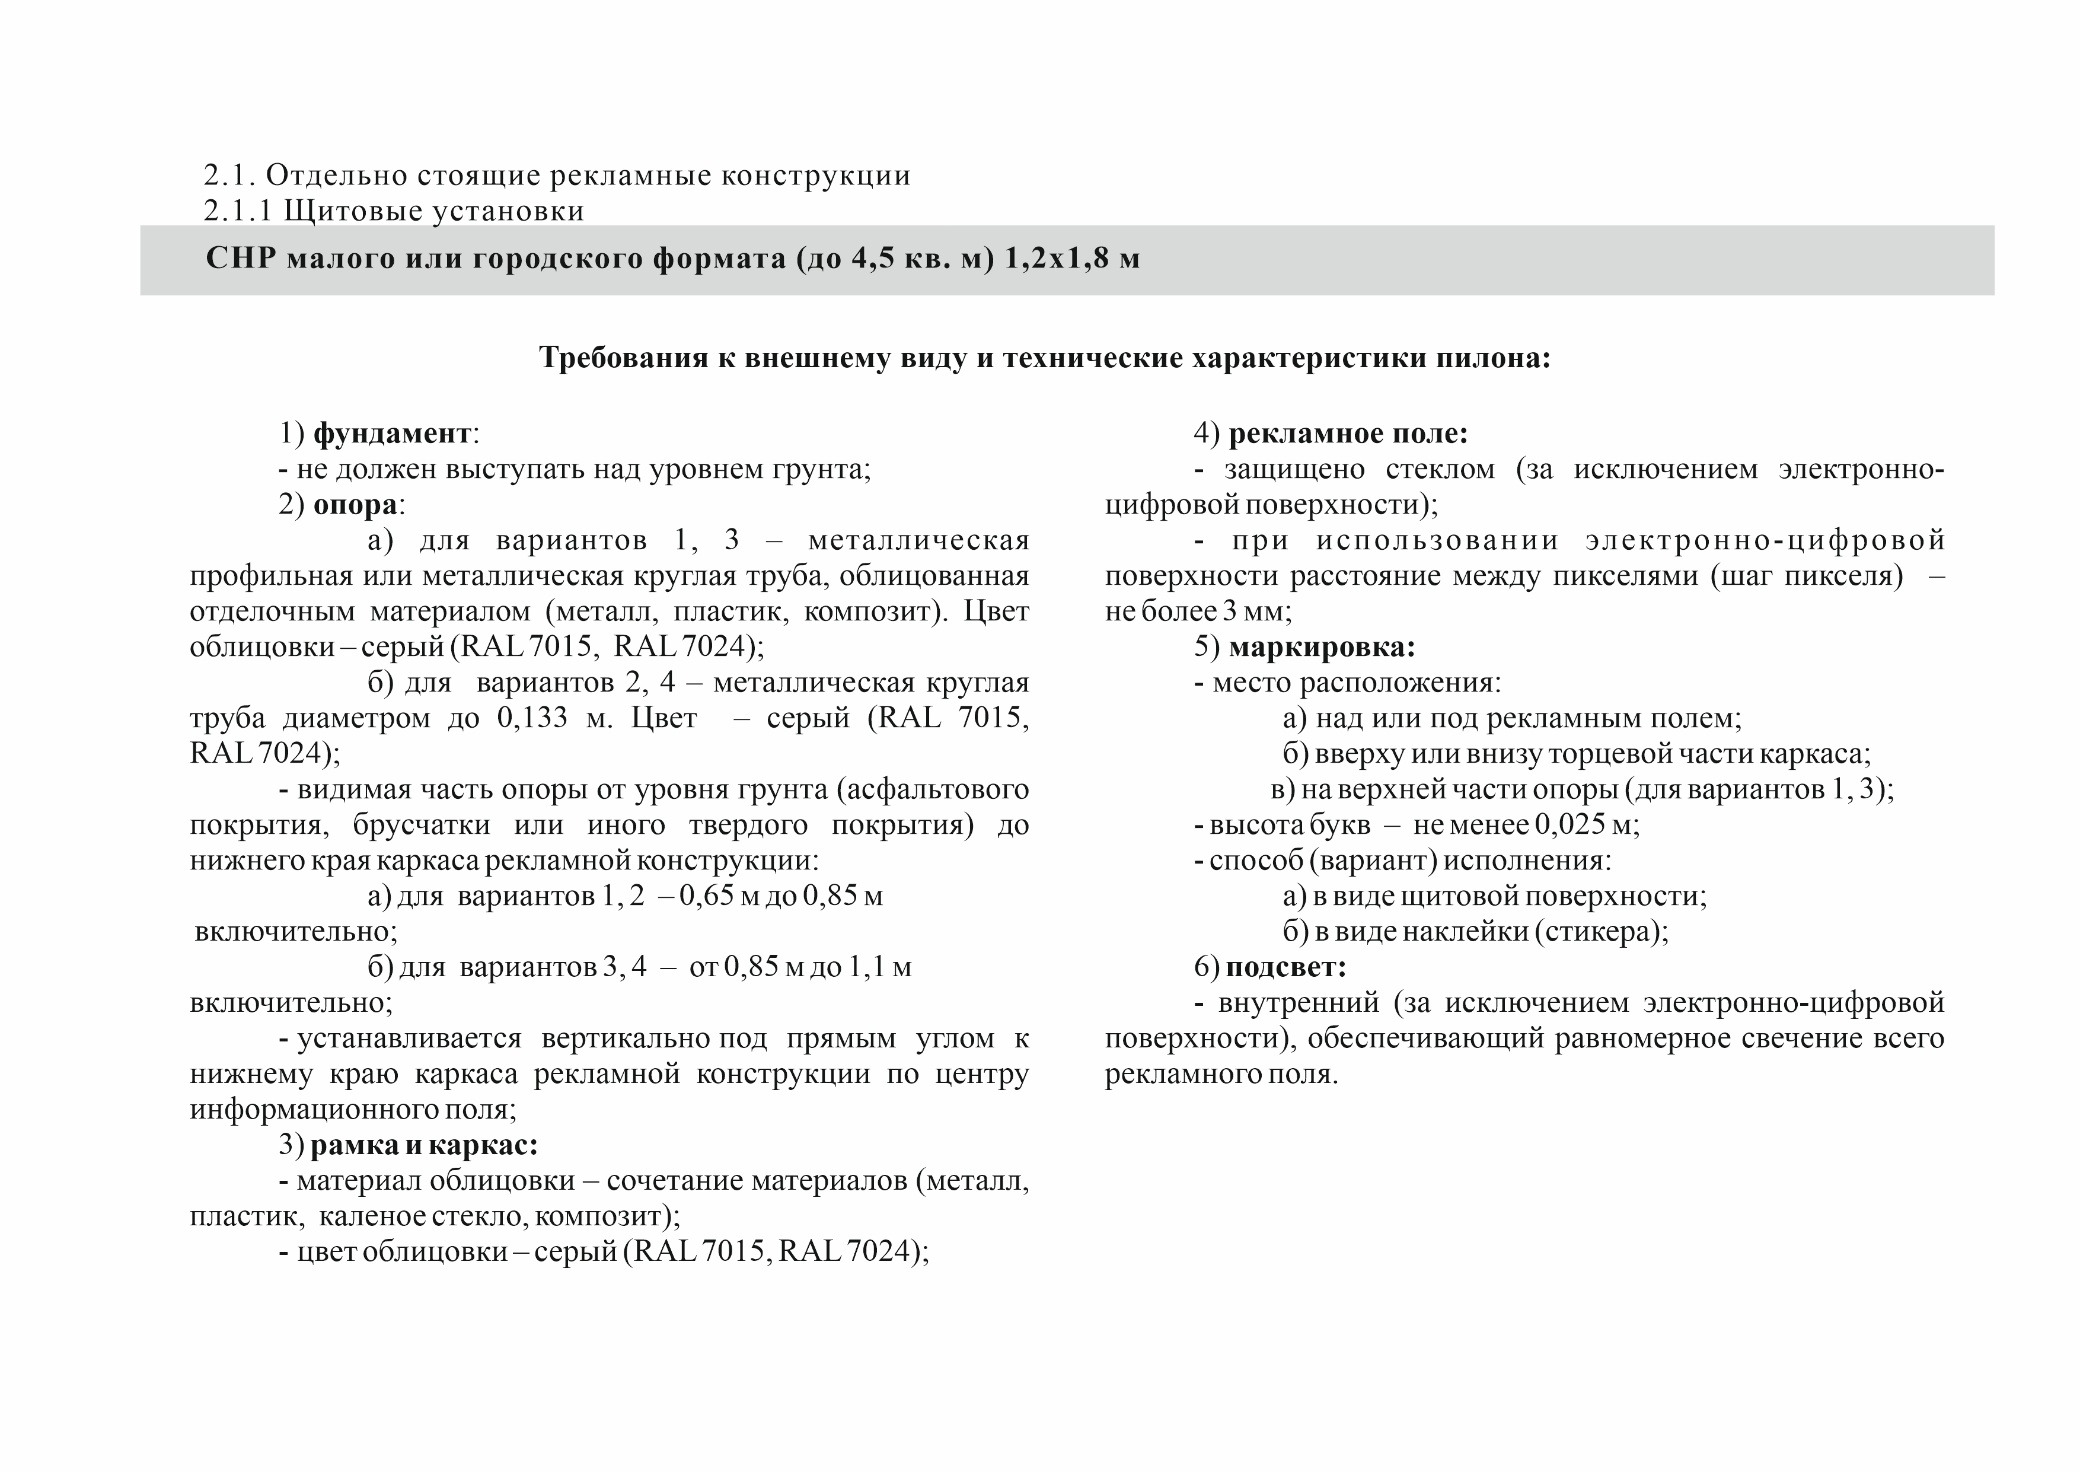 2.1. Отдельно стоящие рекламные конструкции
2.1.1 Щитовые установки
СНР малого или городского формата (до 4,5 кв. м) 1,2х1,8 м
Требования к внешнему виду и технические характеристики пилона:
1) фундамент:
- не должен выступать над уровнем грунта;
2) опора:
а) для вариантов 1, 3 – металлическая
профильная или металлическая круглая труба, облицованная
отделочным материалом (металл, пластик, композит). Цвет
облицовки – серый (RAL 7015, RAL 7024);
б) для вариантов 2, 4 – металлическая круглая
труба диаметром до 0,133 м. Цвет – серый (RAL 7015,
RAL 7024);
- видимая часть опоры от уровня грунта (асфальтового
покрытия, брусчатки или иного твердого покрытия) до
нижнего края каркаса рекламной конструкции:
а) для вариантов 1, 2 – 0,65 м до 0,85 м
включительно;
б) для вариантов 3, 4 – от 0,85 м до 1,1 м
включительно;
- устанавливается вертикально под прямым углом к
нижнему краю каркаса рекламной конструкции по центру
информационного поля;
3) рамка и каркас:
- материал облицовки – сочетание материалов (металл,
пластик, каленое стекло, композит);
- цвет облицовки – серый (RAL 7015, RAL 7024);
4) рекламное поле:
- защищено стеклом (за исключением электронно-
цифровой поверхности);
- при использовании электронно-цифровой
поверхности расстояние между пикселями (шаг пикселя) –
не более 3 мм;
5) маркировка:
- место расположения:
а) над или под рекламным полем;
б) вверху или внизу торцевой части каркаса;
в) на верхней части опоры (для вариантов 1, 3);
- высота букв – не менее 0,025 м;
- способ (вариант) исполнения:
а) в виде щитовой поверхности;
б) в виде наклейки (стикера);
6) подсвет:
- внутренний (за исключением электронно-цифровой
поверхности), обеспечивающий равномерное свечение всего
рекламного поля.